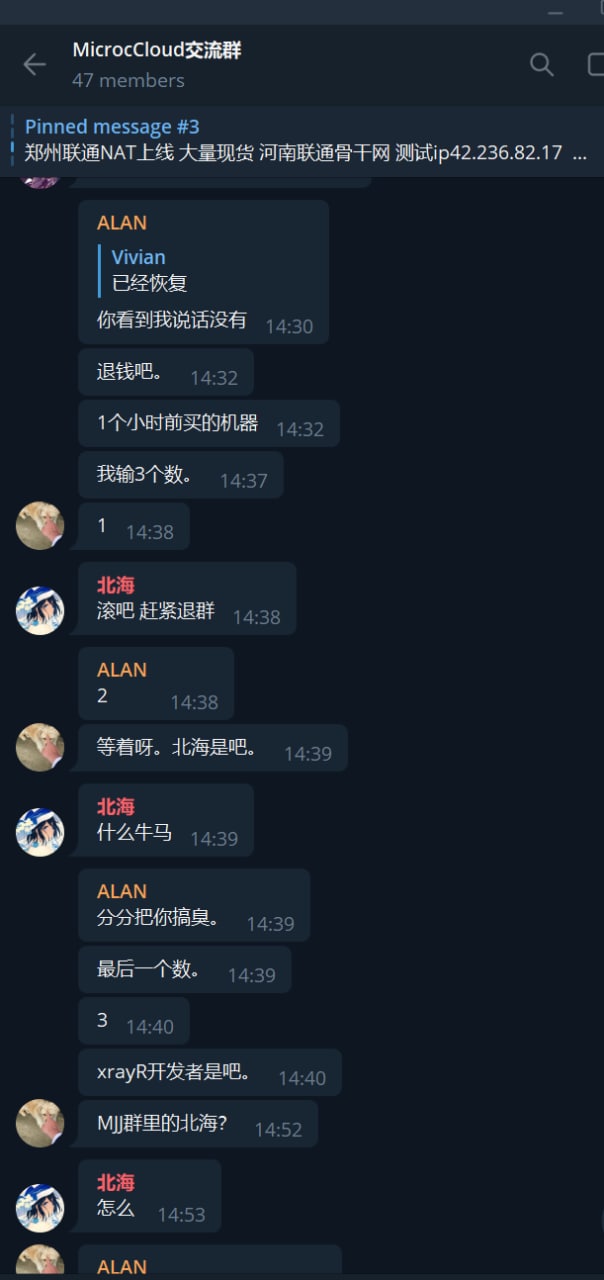 MicrocCloud交流群
47 members
Pinned message #3
郑州联通NAT上线 大量现货 河南联通骨干网 测试ip42.236.82.17 ...
ALAN
Vivian
已经恢复
你看到我说话没有 14:30
退钱吧。 14:32
1个小时前买的机器 14:32
我输3个数。 14:37
1 14:38
北海
滚吧 赶紧退群 14:38
ALAN
2 14:38
等着呀。北海是吧。 14:39
北海
什么牛马 14:39
ALAN
分分把你搞臭。 14:39
最后一个数。 14:39
3 14:40
xrayR开发者是吧。 14:40
MJJ群里的北海? 14:52
北海
怎么 14:53
ALAN